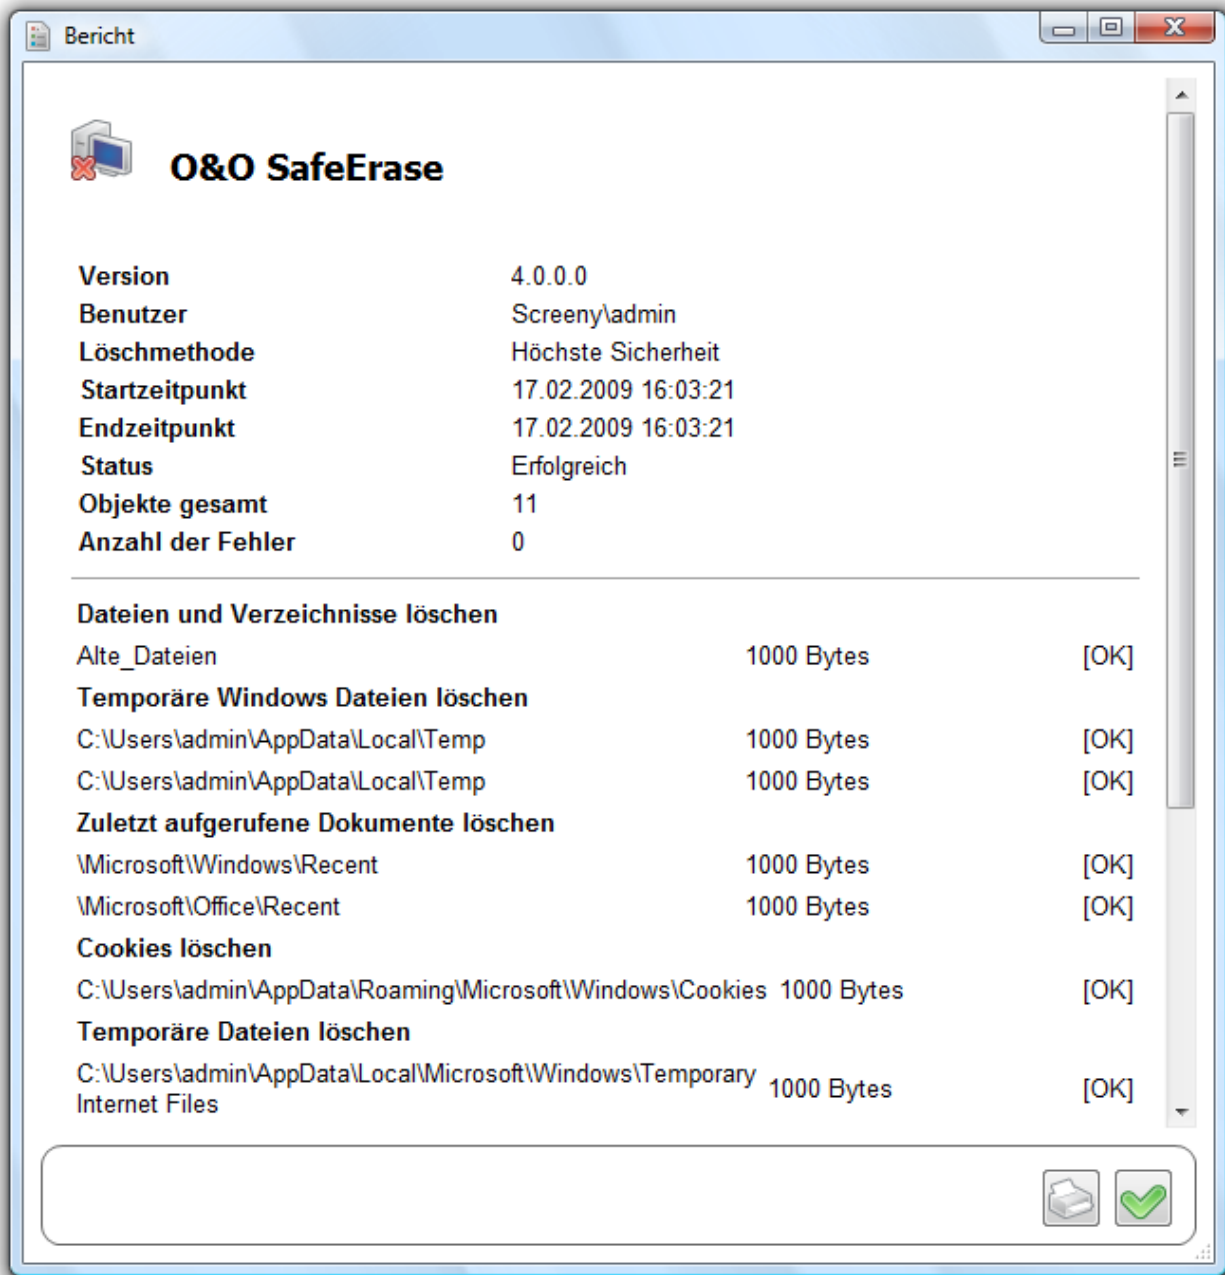 Bericht
O&O SafeErase
Version 4.0.0.0
Benutzer Screeny\admin
Löschmethode Höchste Sicherheit
Startzeitpunkt 17.02.2009 16:03:21
Endzeitpunkt 17.02.2009 16:03:21
Status Erfolgreich
Objekte gesamt 11
Anzahl der Fehler 0
Dateien und Verzeichnisse löschen
Alte_Dateien 1000 Bytes [OK]
Temporäre Windows Dateien löschen
C:\Users\admin\AppData\Local\Temp 1000 Bytes [OK]
C:\Users\admin\AppData\Local\Temp 1000 Bytes [OK]
Zuletzt aufgerufene Dokumente löschen
\Microsoft\Windows\Recent 1000 Bytes [OK]
\Microsoft\Office\Recent 1000 Bytes [OK]
Cookies löschen
C:\Users\admin\AppData\Roaming\Microsoft\Windows\Cookies 1000 Bytes [OK]
Temporäre Dateien löschen
C:\Users\admin\AppData\Local\Microsoft\Windows\Temporary
Internet Files 1000 Bytes [OK]